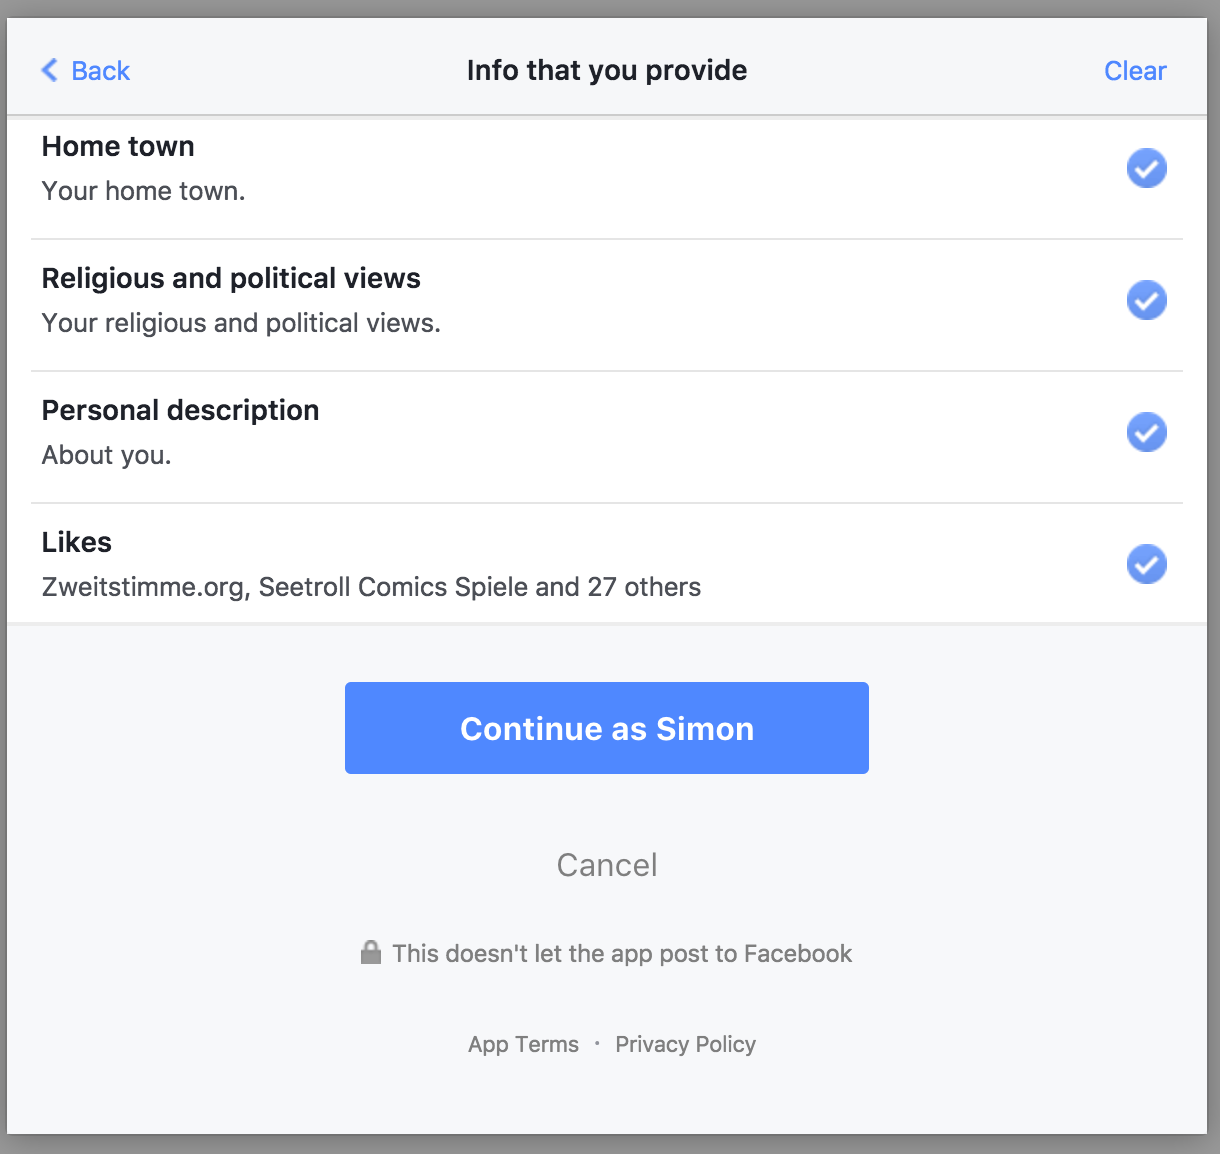 Back
Info that you provide
Clear
Home town
Your home town.
Religious and political views
Your religious and political views.
Personal description
About you.
Likes
Zweitstimme.org, Seetroll Comics Spiele and 27 others
Continue as Simon
Cancel
This doesn't let the app post to Facebook
App Terms · Privacy Policy